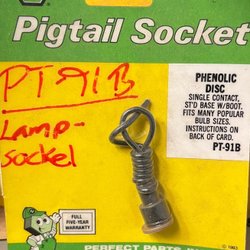 Pigtail Socket
PT91B
Lamp-
socket
PHENOLIC
DISC
SINGLE CONTACT,
ST'D BASE W/BOOT.
FITS MANY POPULAR
BULB SIZES.
INSTRUCTIONS ON
BACK OF CARD.
PT-91B
FULL
FIVE-YEAR
WARRANTY
PERFECT PARTS